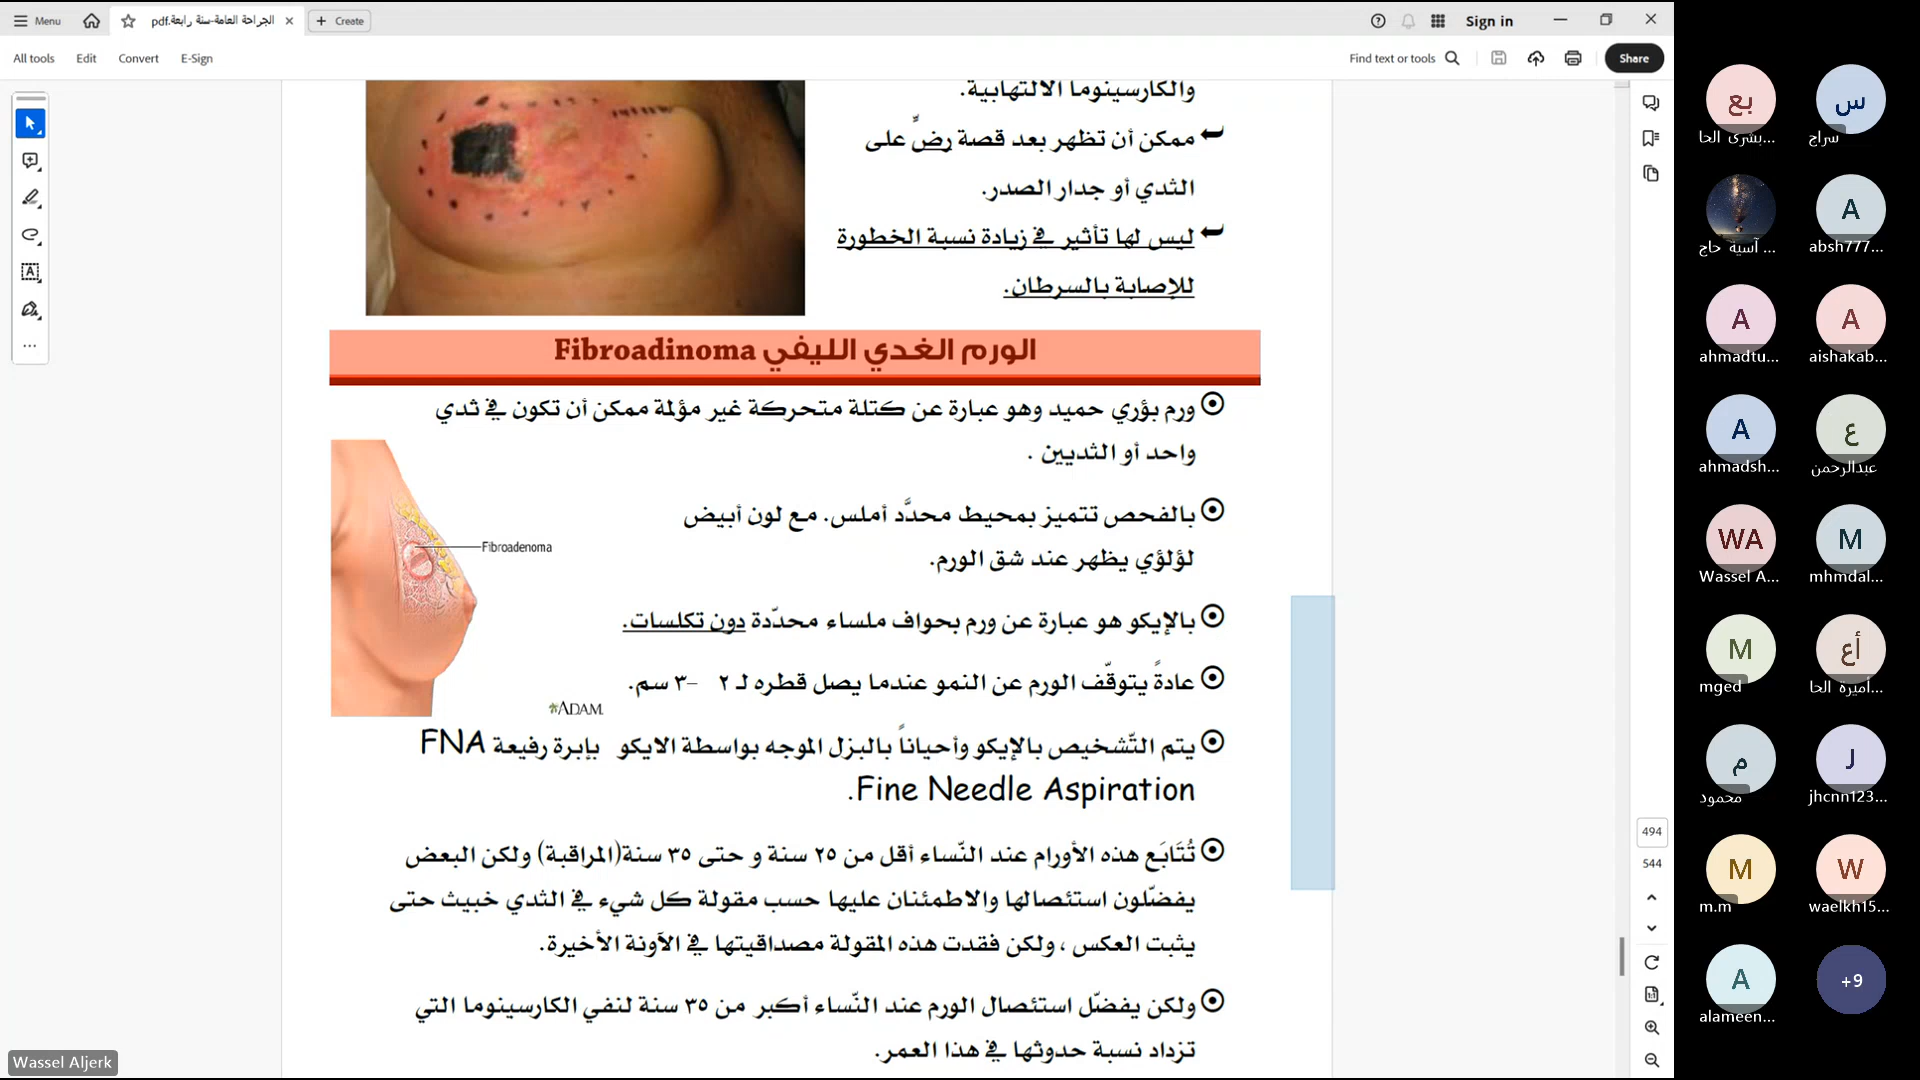 Menu
الجراحة العامة-سنة رابعة.pdf
Create
Sign in
All tools
Edit
Convert
E-Sign
Find text or tools
Share
والكارسينوما الالتهابية.
ممكن أن تظهر بعد قصة رضٍّ على
الثدي أو جدار الصدر.
ليس لها تأثير في زيادة نسبة الخطورة
للإصابة بالسرطان.
الورم الغدي الليفي Fibroadinoma
ورم بؤري حميد وهو عبارة عن كتلة متحركة غير مؤلمة ممكن أن تكون في ثدي
واحد أو الثديين .
بالفحص تتميز بمحيط محدَّد أملس. مع لون أبيض
لؤلؤي يظهر عند شق الورم.
Fibroadenoma
بالإيكو هو عبارة عن ورم بحواف ملساء محدّدة دون تكلسات.
عادةً يتوقّف الورم عن النمو عندما يصل قطره لـ ٢ –٣ سم.
ADAM.
يتم التّشخيص بالإيكو وأحياناً بالبزل الموجه بواسطة الايكو بإبرة رفيعة FNA
Fine Needle Aspiration.
تُتَابَع هذه الأورام عند النّساء أقل من ٢٥ سنة و حتى ٣٥ سنة(المراقبة) ولكن البعض
يفضّلون استئصالها والاطمئنان عليها حسب مقولة كل شيء في الثدي خبيث حتى
يثبت العكس ، ولكن فقدت هذه المقولة مصداقيتها في الآونة الأخيرة.
ولكن يفضّل استئصال الورم عند النّساء أكبر من ٣٥ سنة لنفي الكارسينوما التي
تزداد نسبة حدوثها في هذا العمر.
494
544
Wassel Aljerk
بع
س
بشرى الحا...
سراج
A
آسية حاج ...
absh777...
A
A
ahmadtu...
aishakab...
A
ع
ahmadsh...
عبدالرحمن
WA
M
Wassel A...
mhmdal...
M
أع
mged
أميرة الحا...
م
J
محمود
jhcnn123...
M
W
m.m
waelkh15...
A
+9
alameen...